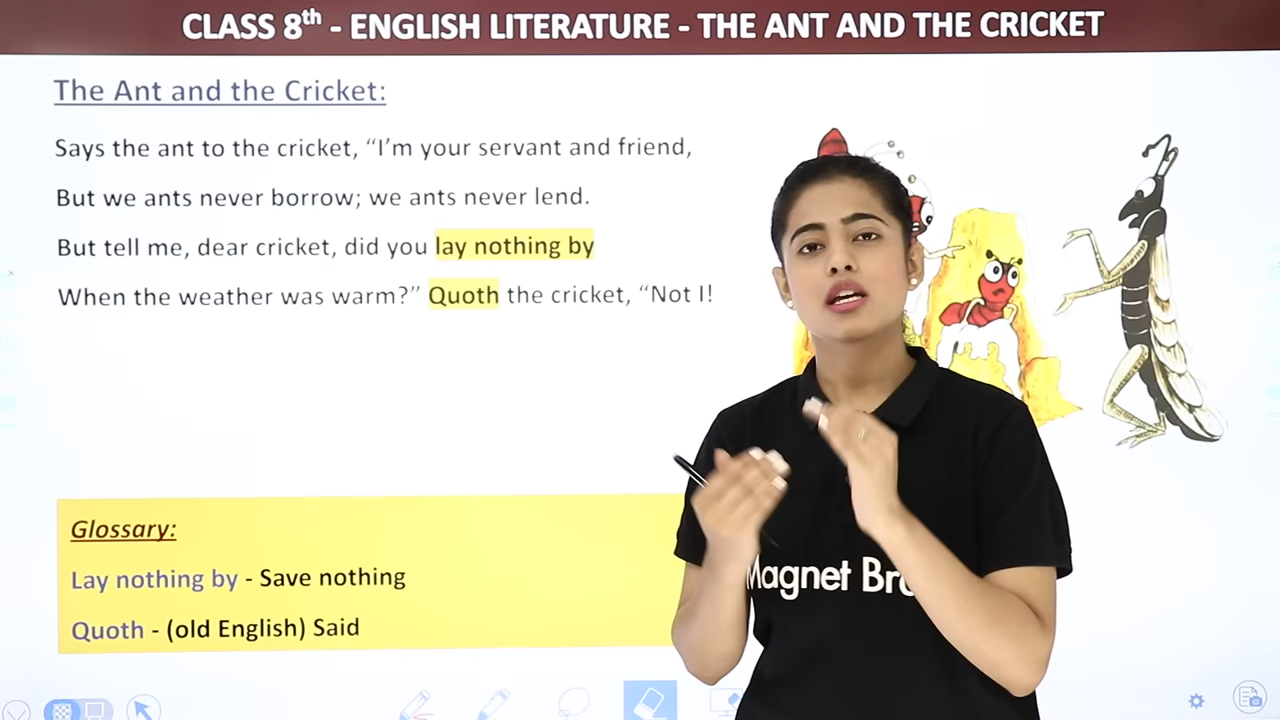 CLASS 8th - ENGLISH LITERATURE - THE ANT AND THE CRICKET
The Ant and the Cricket:
Says the ant to the cricket, “I’m your servant and friend,
But we ants never borrow; we ants never lend.
But tell me, dear cricket, did you lay nothing by
When the weather was warm?” Quoth the cricket, “Not I!
Glossary:
Lay nothing by - Save nothing
Quoth - (old English) Said
Magnet